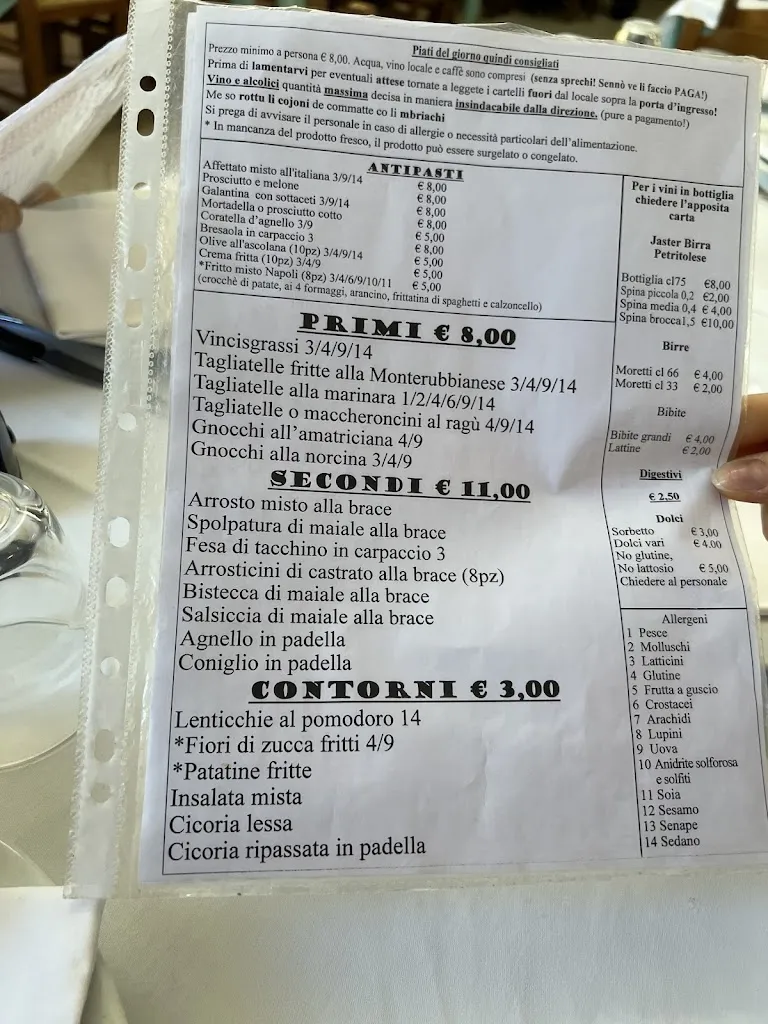 Piati del giorno quindi consigliati
Prezzo minimo a persona € 8,00. Acqua, vino locale e caffè sono compresi (senza sprechi! Sennò ve li faccio PAGA!)
Prima di lamentarvi per eventuali attese tornate a leggete i cartelli fuori dal locale sopra la porta d'ingresso!
Vino e alcolici quantità massima decisa in maniera insindacabile dalla direzione. (pure a pagamento!)
Me so rottu li cojoni de commatte co li mbriachi
Si prega di avvisare il personale in caso di allergie o necessità particolari dell'alimentazione.
* In mancanza del prodotto fresco, il prodotto può essere surgelato o congelato.
ANTIPASTI
Affettato misto all'italiana 3/9/14 € 8,00
Prosciutto e melone € 8,00
Galantina con sottaceti 3/9/14 € 8,00
Mortadella o prosciutto cotto € 8,00
Coratella d'agnello 3/9 € 5,00
Bresaola in carpaccio 3 € 8,00
Olive all'ascolana (10pz) 3/4/9/14 € 5,00
Crema fritta (10pz) 3/4/9 € 5,00
*Fritto misto Napoli (8pz) 3/4/6/9/10/11 € 5,00
(crocchè di patate, ai 4 formaggi, arancino, frittatina di spaghetti e calzoncello)
PRIMI € 8,00
Vincisgrassi 3/4/9/14
Tagliatelle fritte alla Monterubbianese 3/4/9/14
Tagliatelle alla marinara 1/2/4/6/9/14
Tagliatelle o maccheroncini al ragù 4/9/14
Gnocchi all'amatriciana 4/9
Gnocchi alla norcina 3/4/9
SECONDI € 11,00
Arrosto misto alla brace
Spolpatura di maiale alla brace
Fesa di tacchino in carpaccio 3
Arrosticini di castrato alla brace (8pz)
Bistecca di maiale alla brace
Salsiccia di maiale alla brace
Agnello in padella
Coniglio in padella
CONTORNI € 3,00
Lenticchie al pomodoro 14
*Fiori di zucca fritti 4/9
*Patatine fritte
Insalata mista
Cicoria lessa
Cicoria ripassata in padella
Per i vini in bottiglia
chiedere l'apposita
carta
Jaster Birra
Petritolese
Bottiglia cl75 €8,00
Spina piccola 0,2 €2,00
Spina media 0,4 € 4,00
Spina brocca1,5 €10,00
Birre
Moretti cl 66 € 4,00
Moretti cl 33 € 2,00
Bibite
Bibite grandi € 4,00
Lattine € 2,00
Digestivi
€ 2,50
Dolci
Sorbetto € 3,00
Dolci vari € 4,00
No glutine,
No lattosio € 5,00
Chiedere al personale
Allergeni
1 Pesce
2 Molluschi
3 Latticini
4 Glutine
5 Frutta a guscio
6 Crostacei
7 Arachidi
8 Lupini
9 Uova
10 Anidrite solforosa
e solfiti
11 Soia
12 Sesamo
13 Senape
14 Sedano